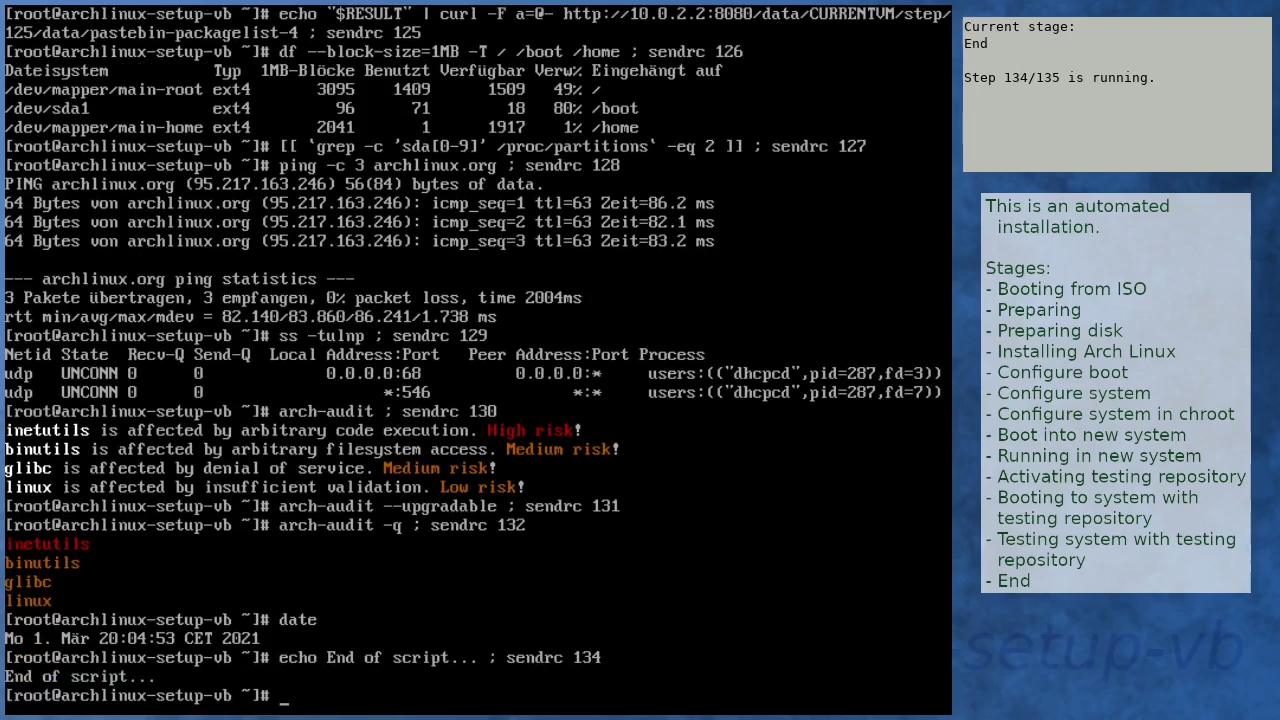 [root@archlinux-setup-vb ~]# echo "$RESULT" | curl -F a=@- http://10.0.2.2:8080/data/CURRENTVM/step/
125/data/pastebin-packagelist-4 ; sendrc 125
[root@archlinux-setup-vb ~]# df --block-size=1MB -T / /boot /home ; sendrc 126
Dateisystem           Typ  1MB-Blöcke Benutzt Verfügbar Verw% Eingehängt auf
/dev/mapper/main-root ext4       3095    1409      1509   49% /
/dev/sda1             ext4         96      71        18   80% /boot
/dev/mapper/main-home ext4       2041       1      1917    1% /home
[root@archlinux-setup-vb ~]# [[ `grep -c 'sda[0-9]' /proc/partitions` -eq 2 ]] ; sendrc 127
[root@archlinux-setup-vb ~]# ping -c 3 archlinux.org ; sendrc 128
PING archlinux.org (95.217.163.246) 56(84) bytes of data.
64 Bytes von archlinux.org (95.217.163.246): icmp_seq=1 ttl=63 Zeit=86.2 ms
64 Bytes von archlinux.org (95.217.163.246): icmp_seq=2 ttl=63 Zeit=82.1 ms
64 Bytes von archlinux.org (95.217.163.246): icmp_seq=3 ttl=63 Zeit=83.2 ms
--- archlinux.org ping statistics ---
3 Pakete übertragen, 3 empfangen, 0% packet loss, time 2004ms
rtt min/avg/max/mdev = 82.140/83.860/86.241/1.738 ms
[root@archlinux-setup-vb ~]# ss -tulnp ; sendrc 129
Netid State  Recv-Q Send-Q  Local Address:Port   Peer Address:Port Process
udp   UNCONN 0      0             0.0.0.0:68          0.0.0.0:*     users:(("dhcpcd",pid=287,fd=3))
udp   UNCONN 0      0                   *:546               *:*     users:(("dhcpcd",pid=287,fd=7))
[root@archlinux-setup-vb ~]# arch-audit ; sendrc 130
inetutils is affected by arbitrary code execution. High risk!
binutils is affected by arbitrary filesystem access. Medium risk!
glibc is affected by denial of service. Medium risk!
linux is affected by insufficient validation. Low risk!
[root@archlinux-setup-vb ~]# arch-audit --upgradable ; sendrc 131
[root@archlinux-setup-vb ~]# arch-audit -q ; sendrc 132
inetutils
binutils
glibc
linux
[root@archlinux-setup-vb ~]# date
Mo 1. Mär 20:04:53 CET 2021
[root@archlinux-setup-vb ~]# echo End of script... ; sendrc 134
End of script...
[root@archlinux-setup-vb ~]# _
Current stage:
End
Step 134/135 is running.
This is an automated
installation.
Stages:
- Booting from ISO
- Preparing
- Preparing disk
- Installing Arch Linux
- Configure boot
- Configure system
- Configure system in chroot
- Boot into new system
- Running in new system
- Activating testing repository
- Booting to system with
testing repository
- Testing system with testing
repository
- End
setup-vb